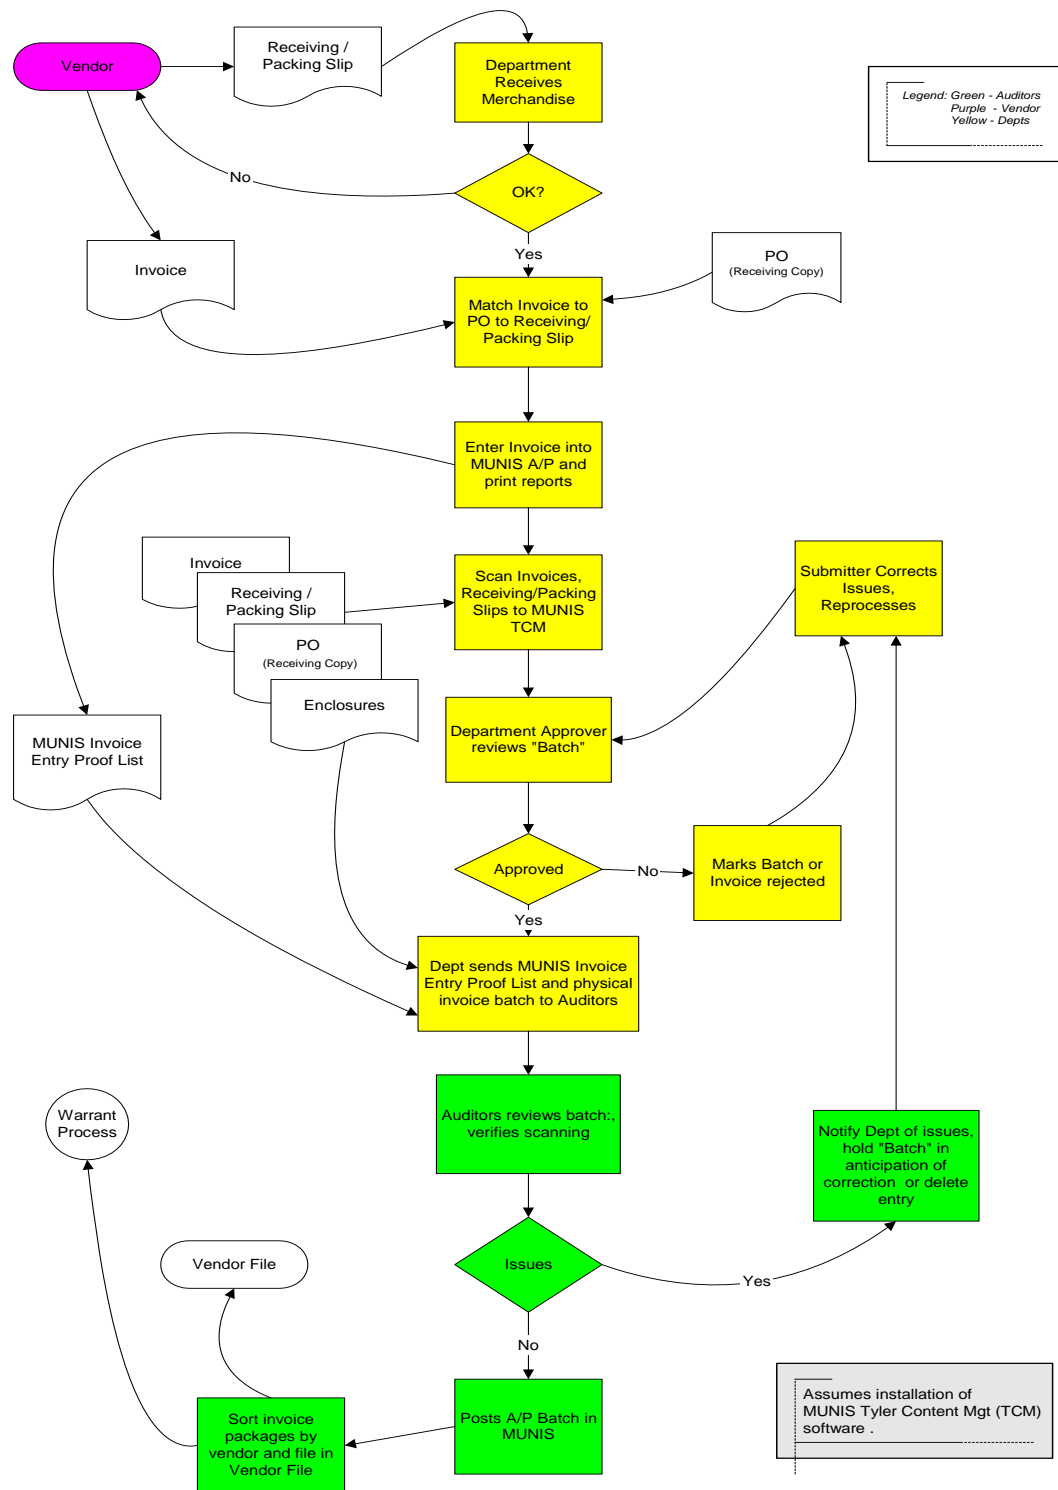 Receiving /
Packing Slip
Vendor
Department
Receives
Merchandise
Legend: Green - Auditors
Purple - Vendor
Yellow - Depts
No
OK?
Yes
Invoice
PO
(Receiving Copy)
Match Invoice to
PO to Receiving/
Packing Slip
Enter Invoice into
MUNIS A/P and
print reports
Invoice
Receiving /
Packing Slip
PO
(Receiving Copy)
Enclosures
Scan Invoices,
Receiving/Packing
Slips to MUNIS
TCM
Submitter Corrects
Issues,
Reprocesses
MUNIS Invoice
Entry Proof List
Department Approver
reviews "Batch"
Approved
No
Marks Batch or
Invoice rejected
Yes
Dept sends MUNIS Invoice
Entry Proof List and physical
invoice batch to Auditors
Warrant
Process
Auditors reviews batch:,
verifies scanning
Notify Dept of issues,
hold "Batch" in
anticipation of
correction or delete
entry
Vendor File
Issues
Yes
No
Sort invoice
packages by
vendor and file in
Vendor File
Posts A/P Batch in
MUNIS
Assumes installation of
MUNIS Tyler Content Mgt (TCM)
software .